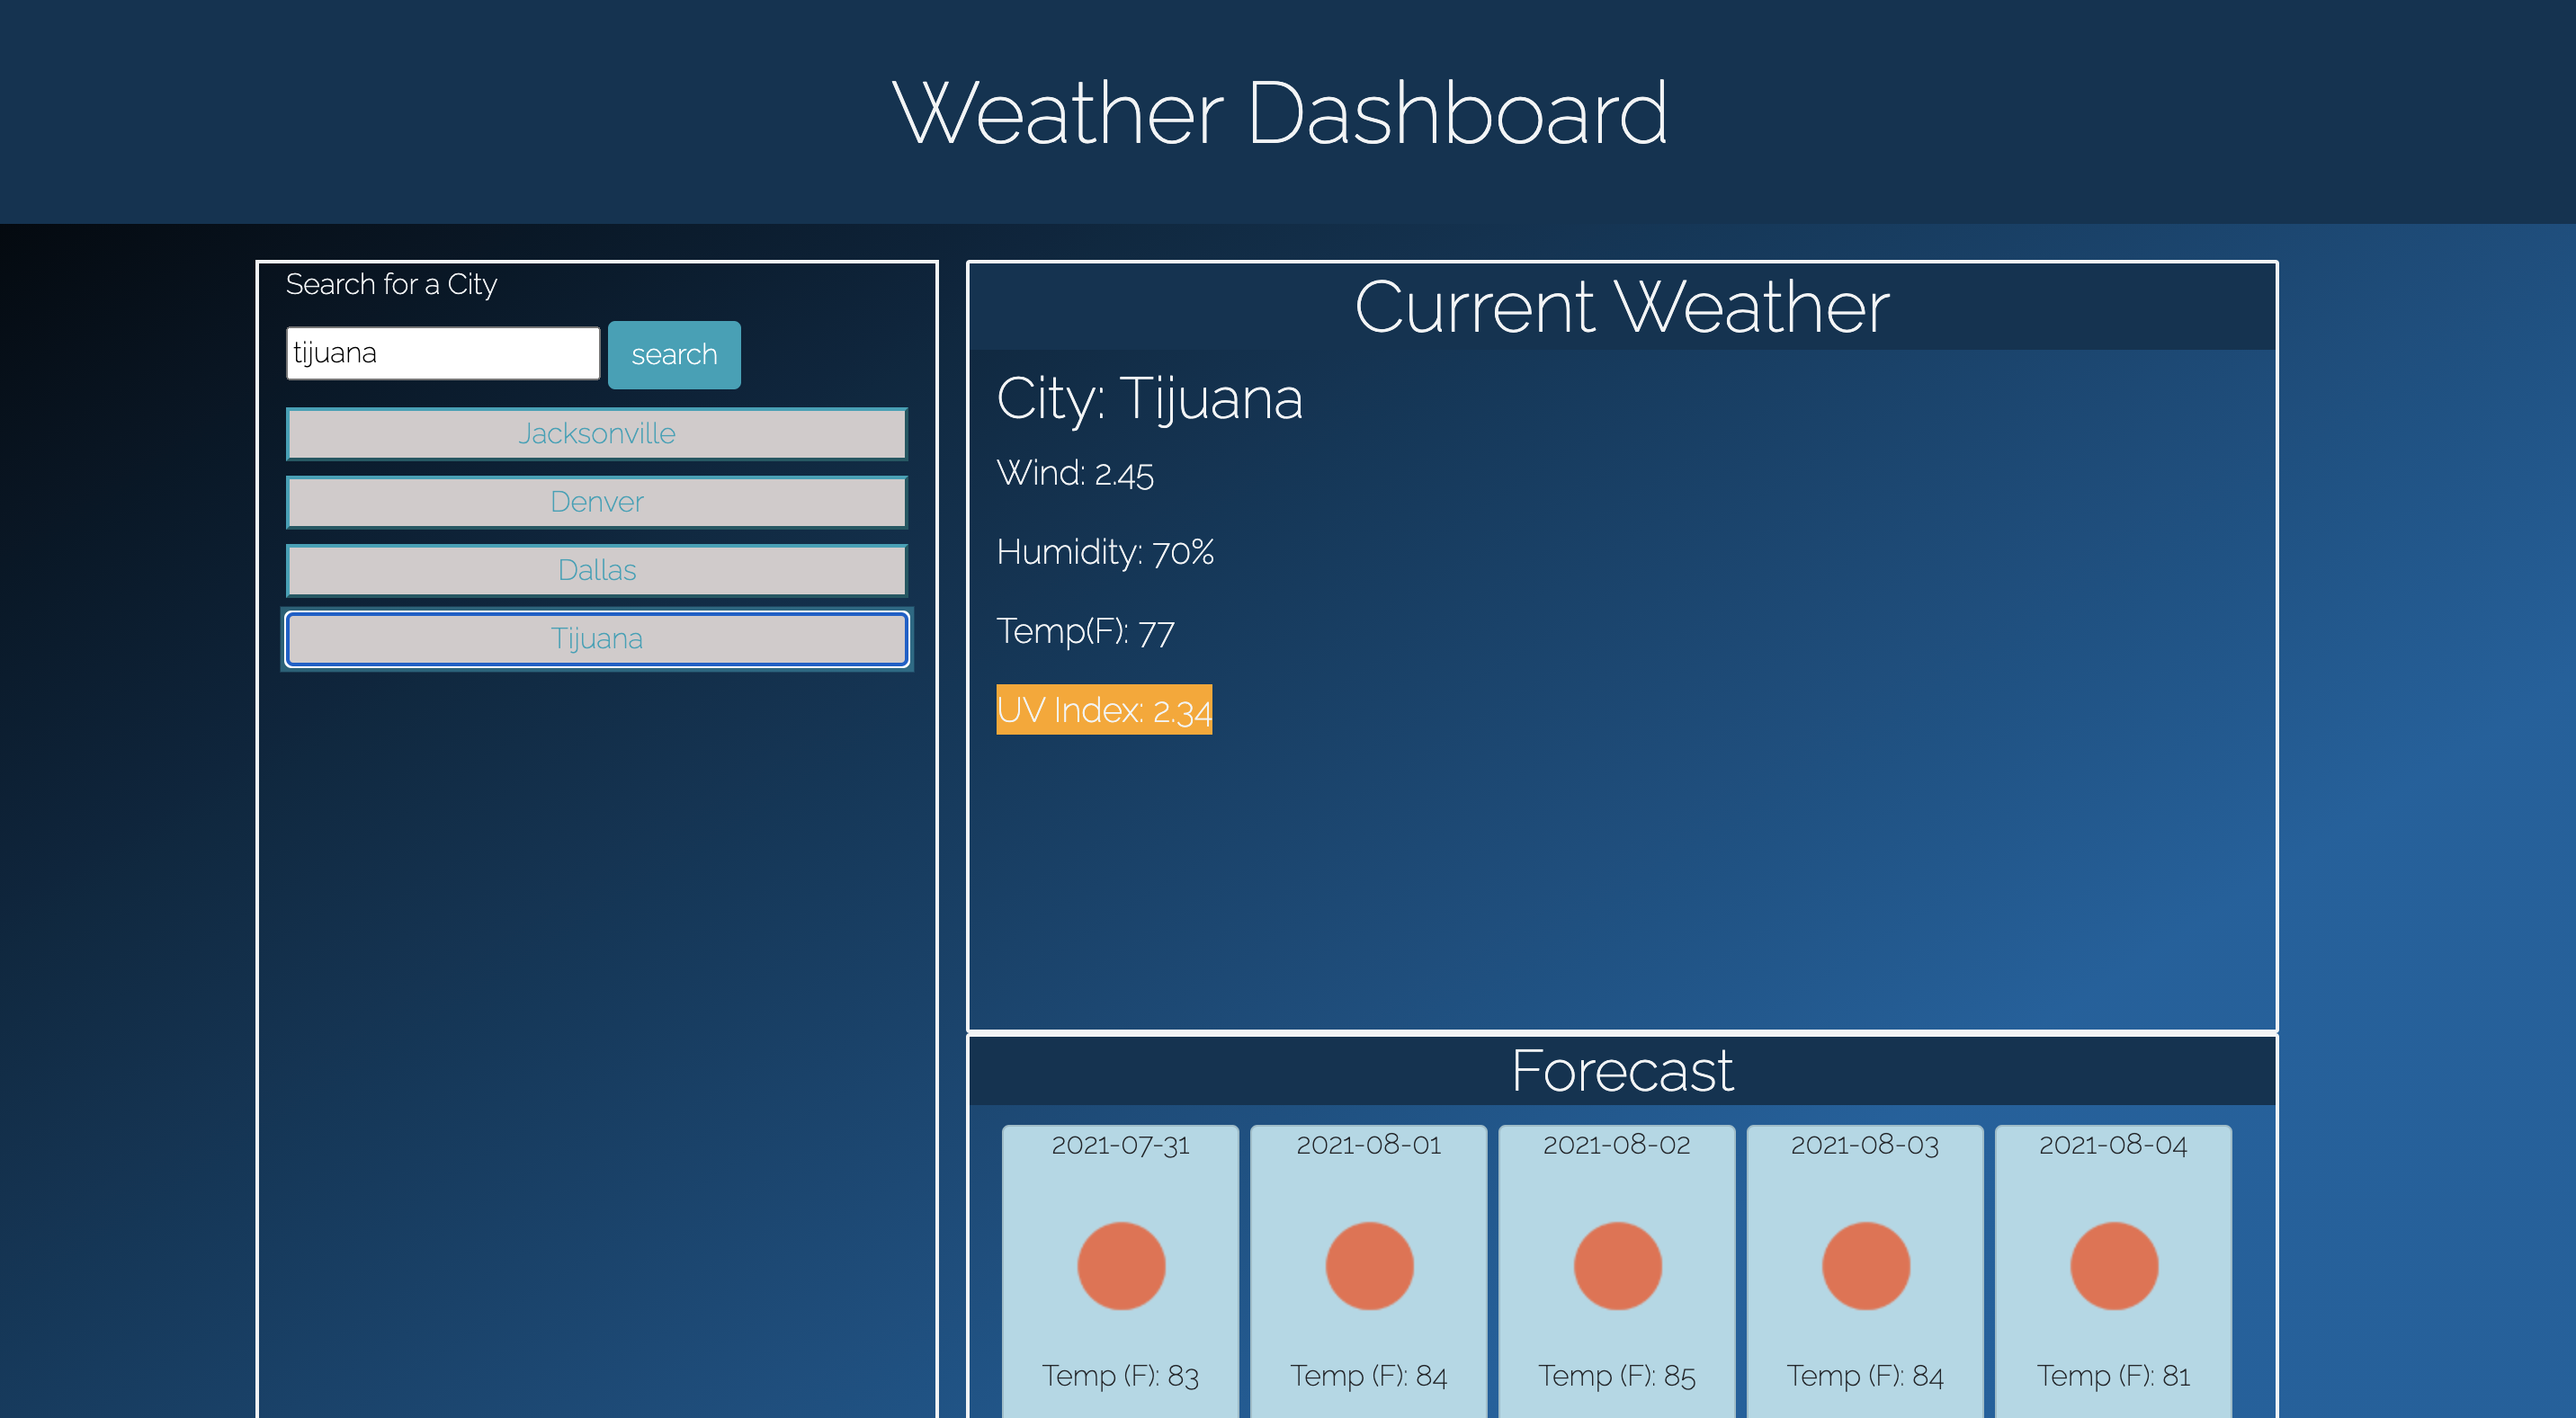 Weather Dashboard
Search for a City
tijuana
search
Jacksonville
Denver
Dallas
Tijuana
Current Weather
City: Tijuana
Wind: 2.45
Humidity: 70%
Temp(F): 77
UV Index: 2.34
Forecast
2021-07-31
Temp (F): 83
2021-08-01
Temp (F): 84
2021-08-02
Temp (F): 85
2021-08-03
Temp (F): 84
2021-08-04
Temp (F): 81